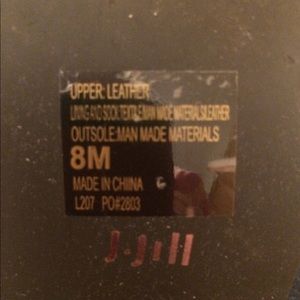 UPPER: LEATHER
LINING AND SOCK:TEXTILE/MAN MADE MATERIALS/LEATHER
OUTSOLE:MAN MADE MATERIALS
8M
MADE IN CHIINA
L207 PO#2803
J.Jill